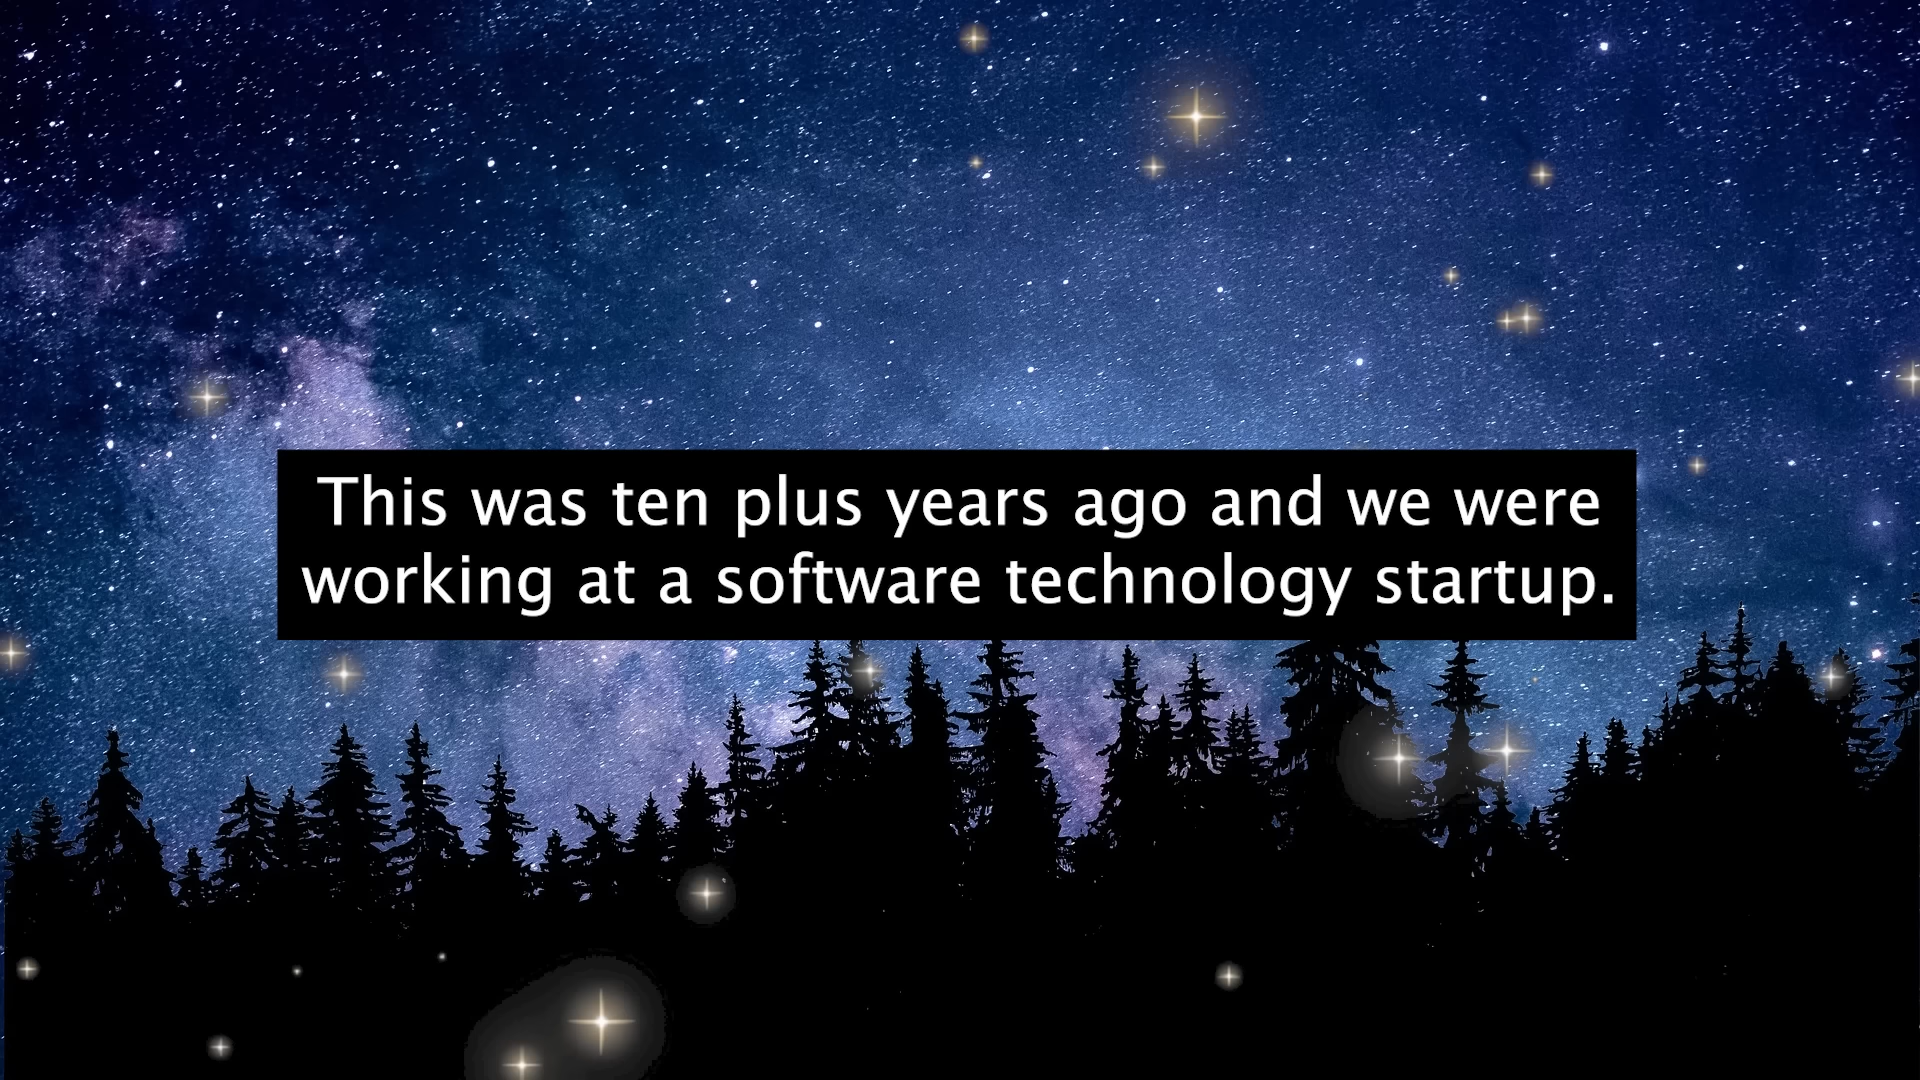 This was ten plus years ago and we were
working at a software technology startup.